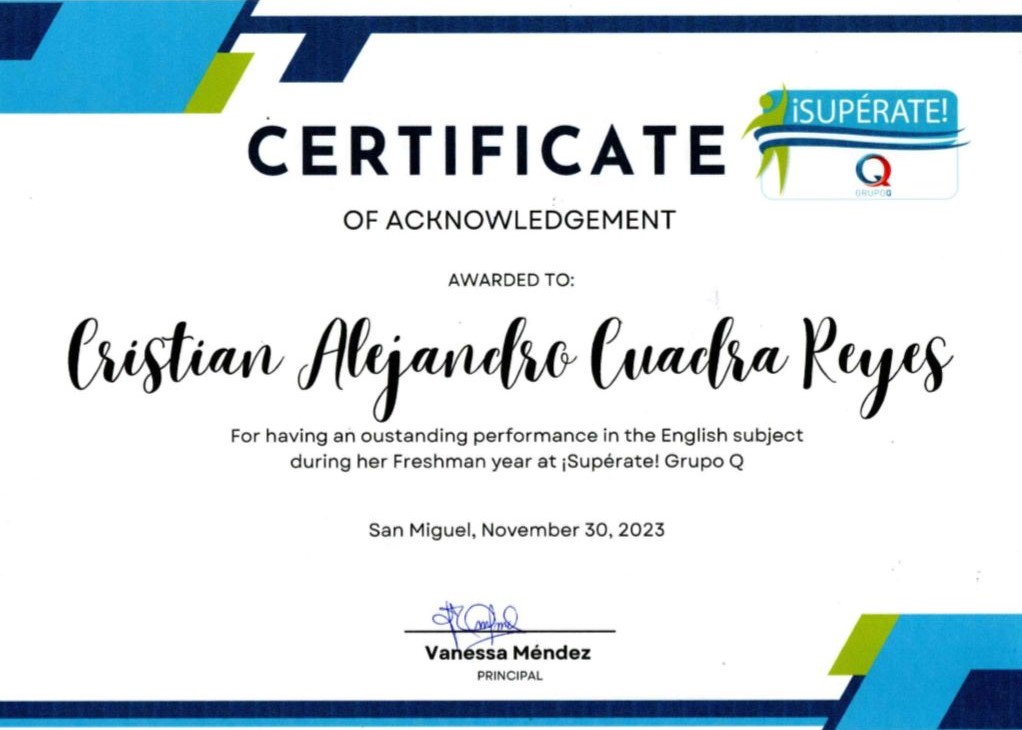 ¡SUPÉRATE!
GRUPOQ
CERTIFICATE
OF ACKNOWLEDGEMENT
AWARDED TO:
Cristian Alejandro Cuadra Reyes
For having an oustanding performance in the English subject
during her Freshman year at ¡Supérate! Grupo Q
San Miguel, November 30, 2023
Vanessa Méndez
PRINCIPAL